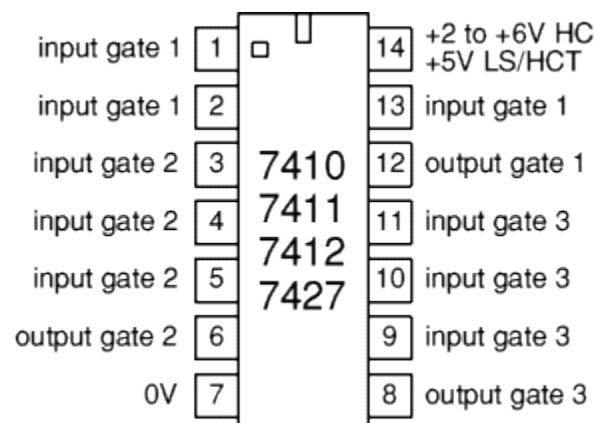 input gate 1 1 14 +2 to +6V HC
+5V LS/HCT
input gate 1 2 13 input gate 1
input gate 2 3 7410 12 output gate 1
input gate 2 4 7411 11 input gate 3
input gate 2 5 7412 10 input gate 3
7427
output gate 2 6 9 input gate 3
0V 7 8 output gate 3